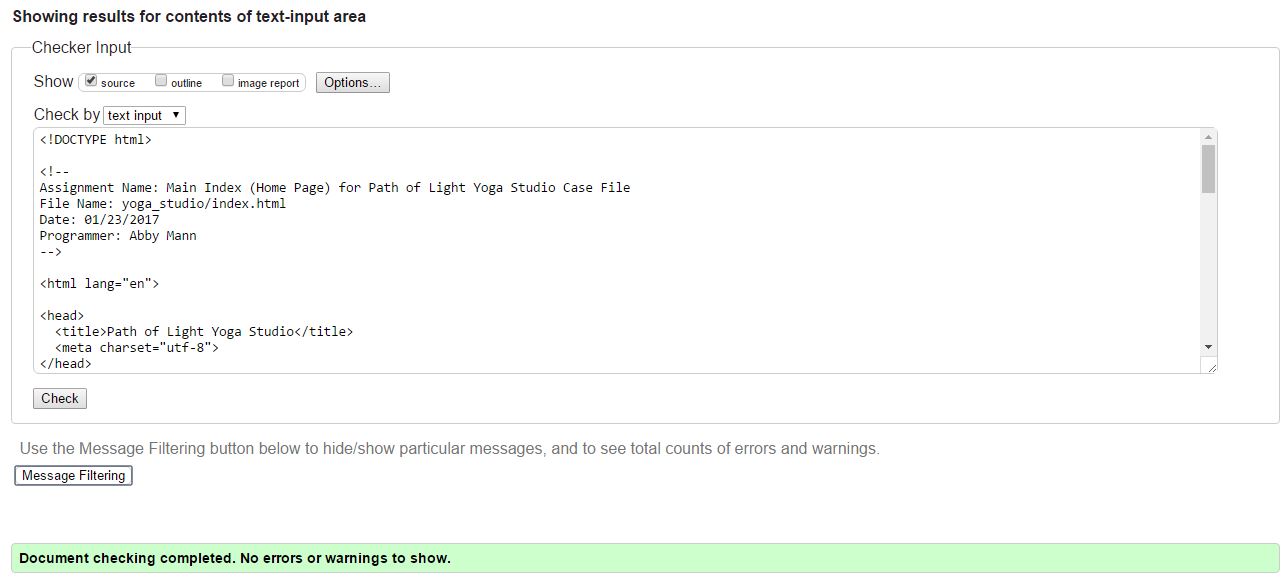 Showing results for contents of text-input area
Checker Input
Show source outline image report Options...
Check by text input
<!DOCTYPE html>
<!--
Assignment Name: Main Index (Home Page) for Path of Light Yoga Studio Case File
File Name: yoga_studio/index.html
Date: 01/23/2017
Programmer: Abby Mann
-->
<html lang="en">
<head>
<title>Path of Light Yoga Studio</title>
<meta charset="utf-8">
</head>
Check
Use the Message Filtering button below to hide/show particular messages, and to see total counts of errors and warnings.
Message Filtering
Document checking completed. No errors or warnings to show.